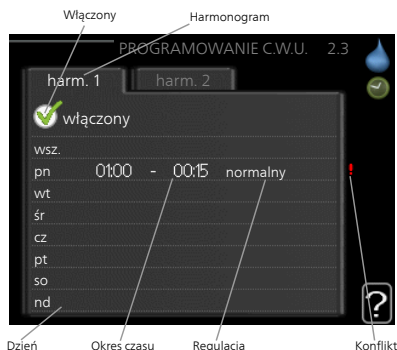 Włączony Harmonogram
PROGRAMOWANIE C.W.U. 2.3
harm. 1 harm. 2
włączony
wsz.
pn 01:00 - 00:15 normalny !
wt
śr
cz
pt
so
nd ?
Dzień Okres czasu Regulacja Konflikt